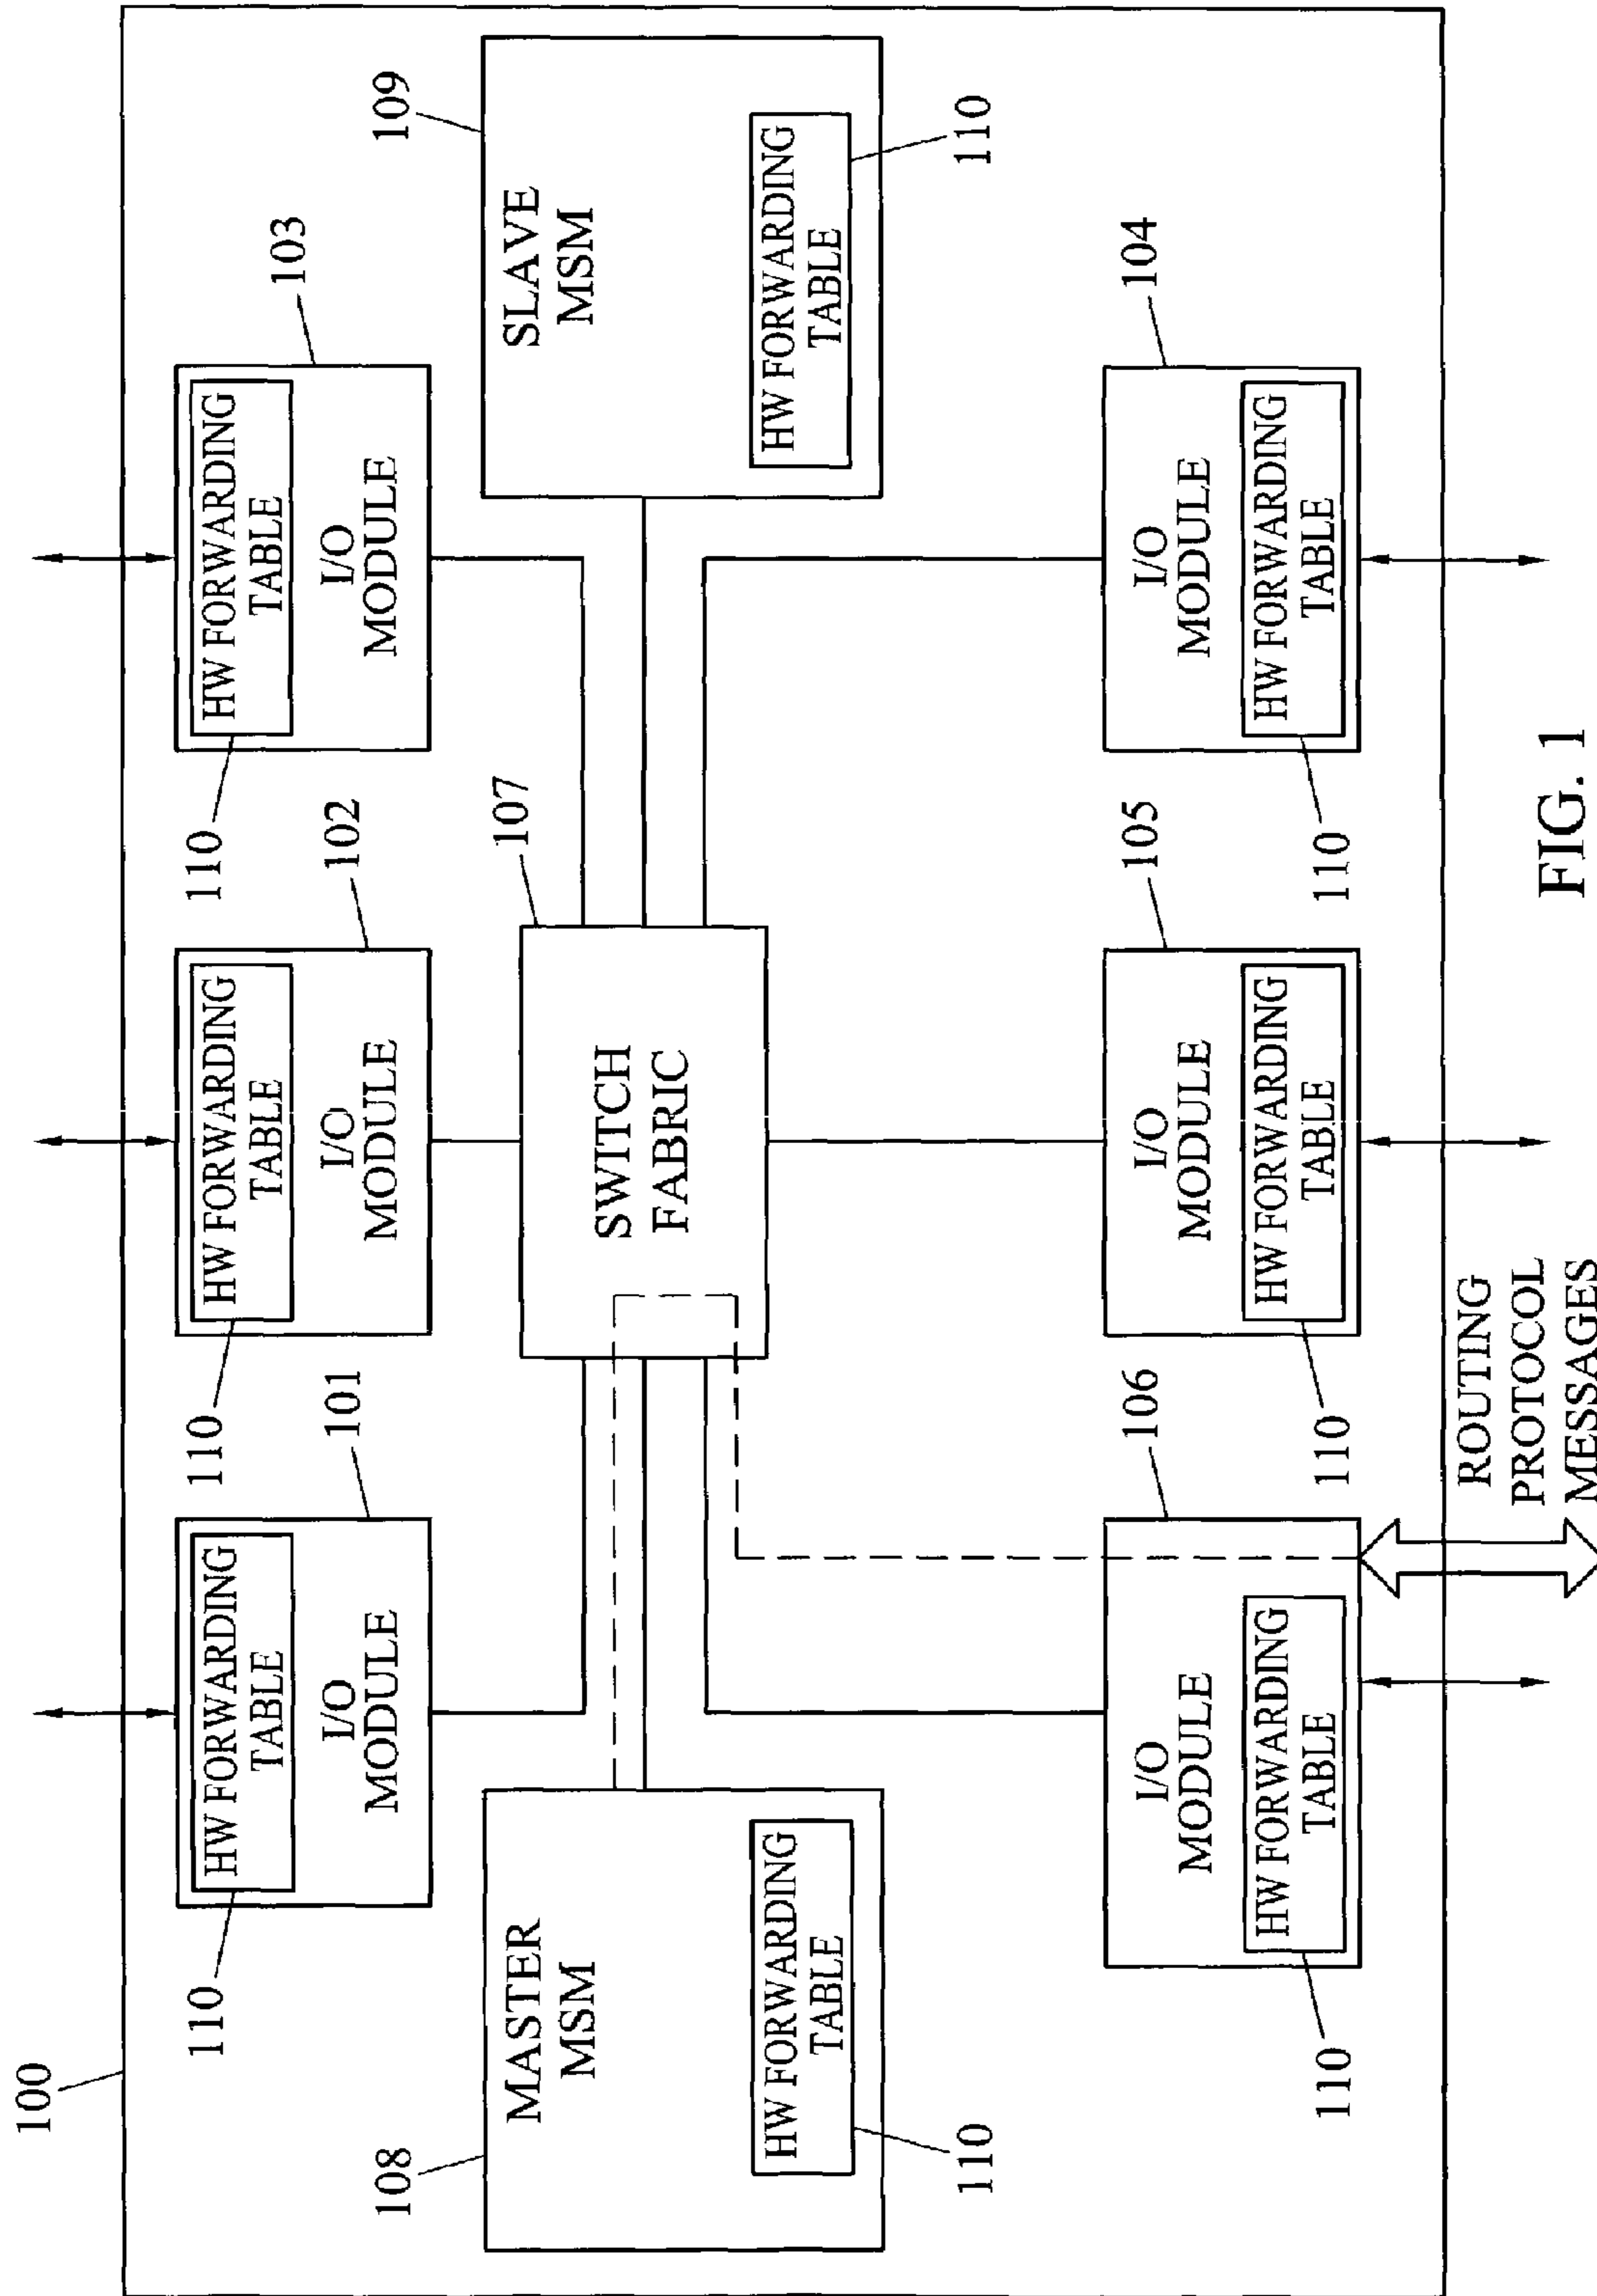 100
110
HW FORWARDING
TABLE
I/O
MODULE
101
110
HW FORWARDING
TABLE
I/O
MODULE
102
110
HW FORWARDING
TABLE
I/O
MODULE
103
108
MASTER
MSM
HW FORWARDING
TABLE
110
SWITCH
FABRIC
107
109
SLAVE
MSM
HW FORWARDING
TABLE
110
106
I/O
MODULE
HW FORWARDING
TABLE
110
105
I/O
MODULE
HW FORWARDING
TABLE
110
104
I/O
MODULE
HW FORWARDING
TABLE
110
ROUTING
PROTOCOL
MESSAGES
FIG. 1